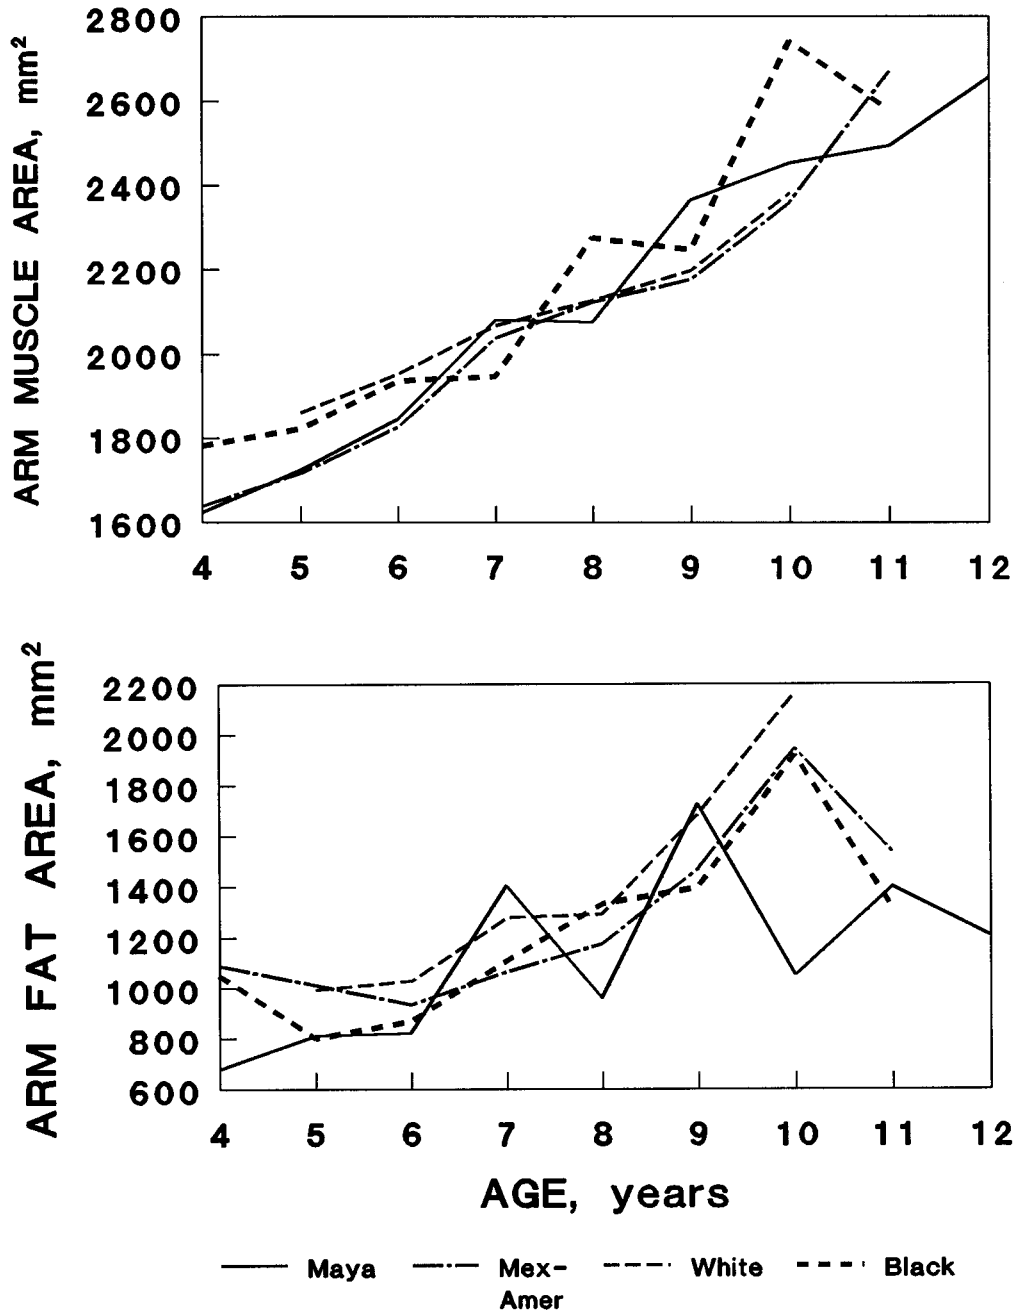 ARM MUSCLE AREA, mm²
2800
2600
2400
2200
2000
1800
1600
4 5 6 7 8 9 10 11 12
ARM FAT AREA, mm²
2200
2000
1800
1600
1400
1200
1000
800
600
4 5 6 7 8 9 10 11 12
AGE, years
Maya Mex- White Black
Amer